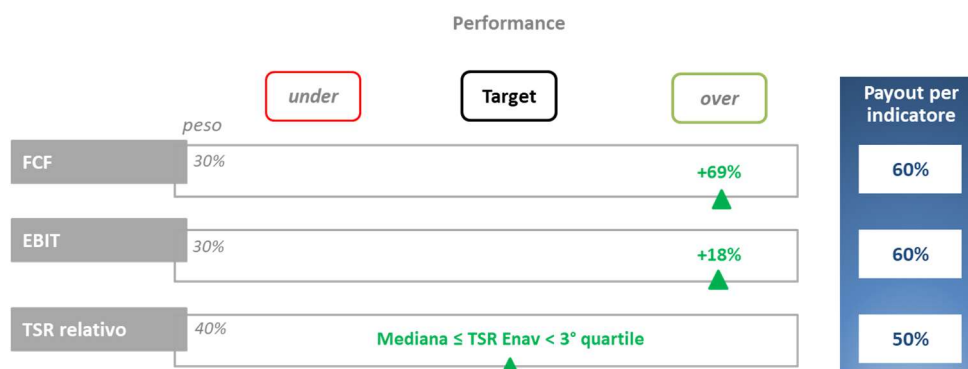 Performance
under
Target
over
Payout per
indicatore
peso
FCF
30%
+69%
60%
EBIT
30%
+18%
60%
TSR relativo
40%
Mediana ≤ TSR Enav < 3° quartile
50%